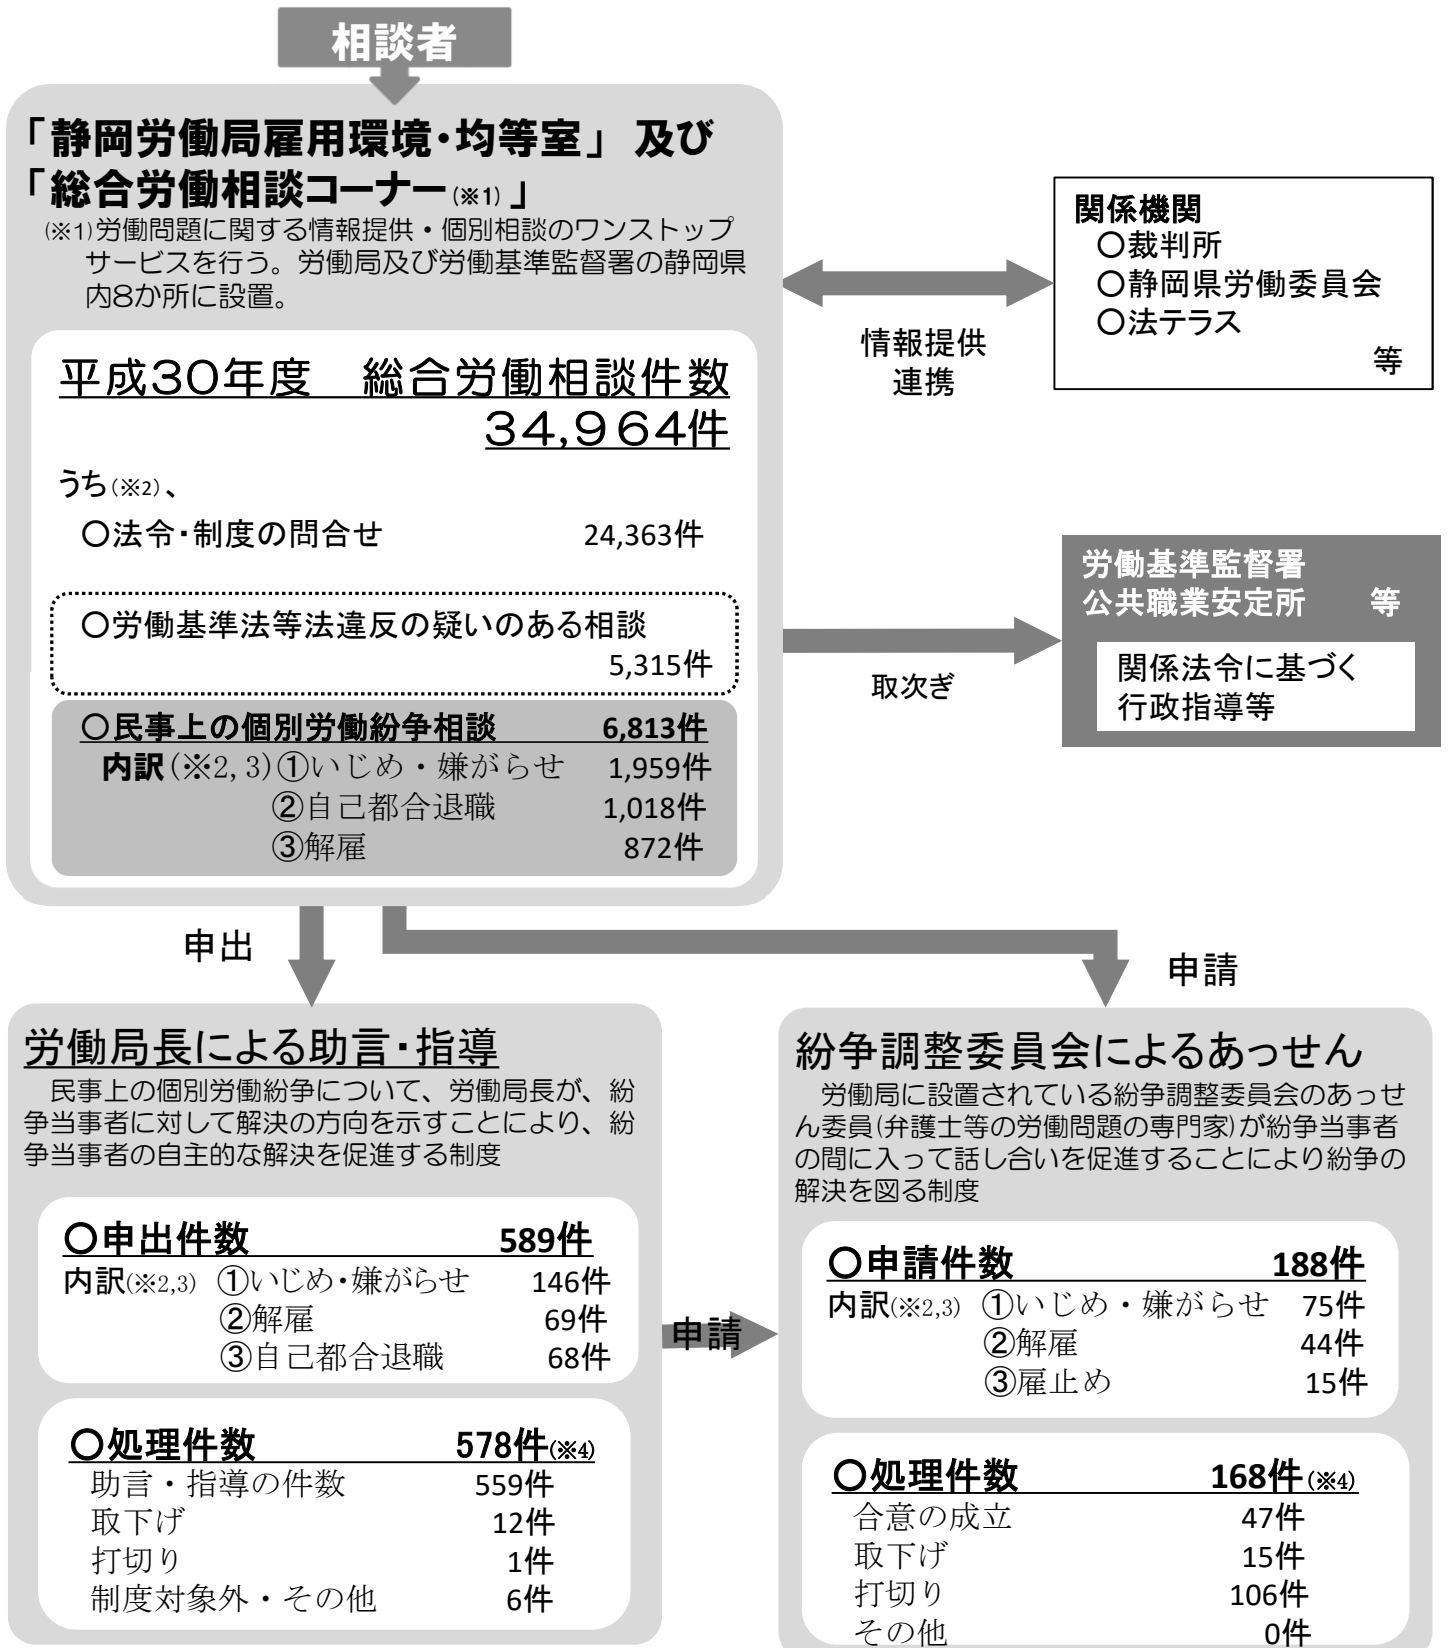 相談者
「静岡労働局雇用環境・均等室」 及び
「総合労働相談コーナー(※1)」
(※1)労働問題に関する情報提供・個別相談のワンストップ
サービスを行う。労働局及び労働基準監督署の静岡県
内8か所に設置。
平成30年度　総合労働相談件数
34,964件
うち(※2)、
〇法令・制度の問合せ 24,363件
〇労働基準法等法違反の疑いのある相談
5,315件
〇民事上の個別労働紛争相談 6,813件
内訳(※2,3)①いじめ・嫌がらせ 1,959件
②自己都合退職 1,018件
③解雇 872件
情報提供
連携
関係機関
〇裁判所
〇静岡県労働委員会
〇法テラス
等
取次ぎ
労働基準監督署
公共職業安定所　等
関係法令に基づく
行政指導等
申出
申請
労働局長による助言・指導
民事上の個別労働紛争について、労働局長が、紛
争当事者に対して解決の方向を示すことにより、紛
争当事者の自主的な解決を促進する制度
〇申出件数 589件
内訳(※2,3) ①いじめ・嫌がらせ 146件
②解雇 69件
③自己都合退職 68件
〇処理件数 578件(※4)
助言・指導の件数 559件
取下げ 12件
打切り 1件
制度対象外・その他 6件
申請
紛争調整委員会によるあっせん
労働局に設置されている紛争調整委員会のあっせ
ん委員(弁護士等の労働問題の専門家)が紛争当事者
の間に入って話し合いを促進することにより紛争の
解決を図る制度
〇申請件数 188件
内訳(※2,3) ①いじめ・嫌がらせ 75件
②解雇 44件
③雇止め 15件
〇処理件数 168件(※4)
合意の成立 47件
取下げ 15件
打切り 106件
その他 0件